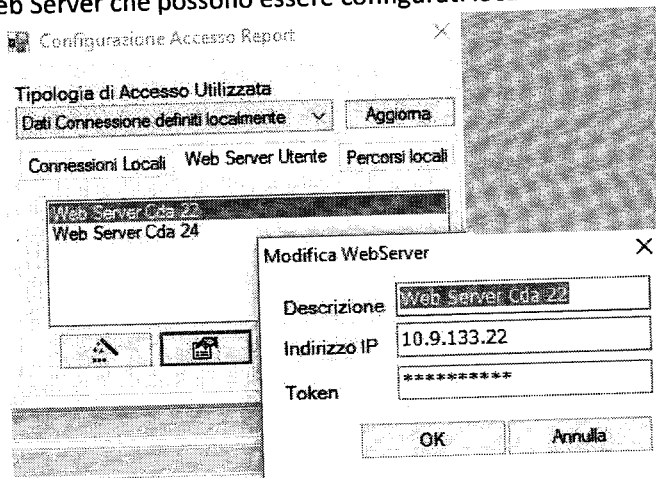 eb Server che possono essere configurati
Configurazione Accesso Report
Tipologia di Accesso Utilizzata
Dati Connessione definiti localmente
Aggiorna
Connessioni Locali Web Server Utente Percorsi locali
Web Server Cda 22
Web Server Cda 24
Modifica WebServer
Descrizione Web Server Cda 22
Indirizzo IP 10.9.133.22
Token **********
OK Annulla